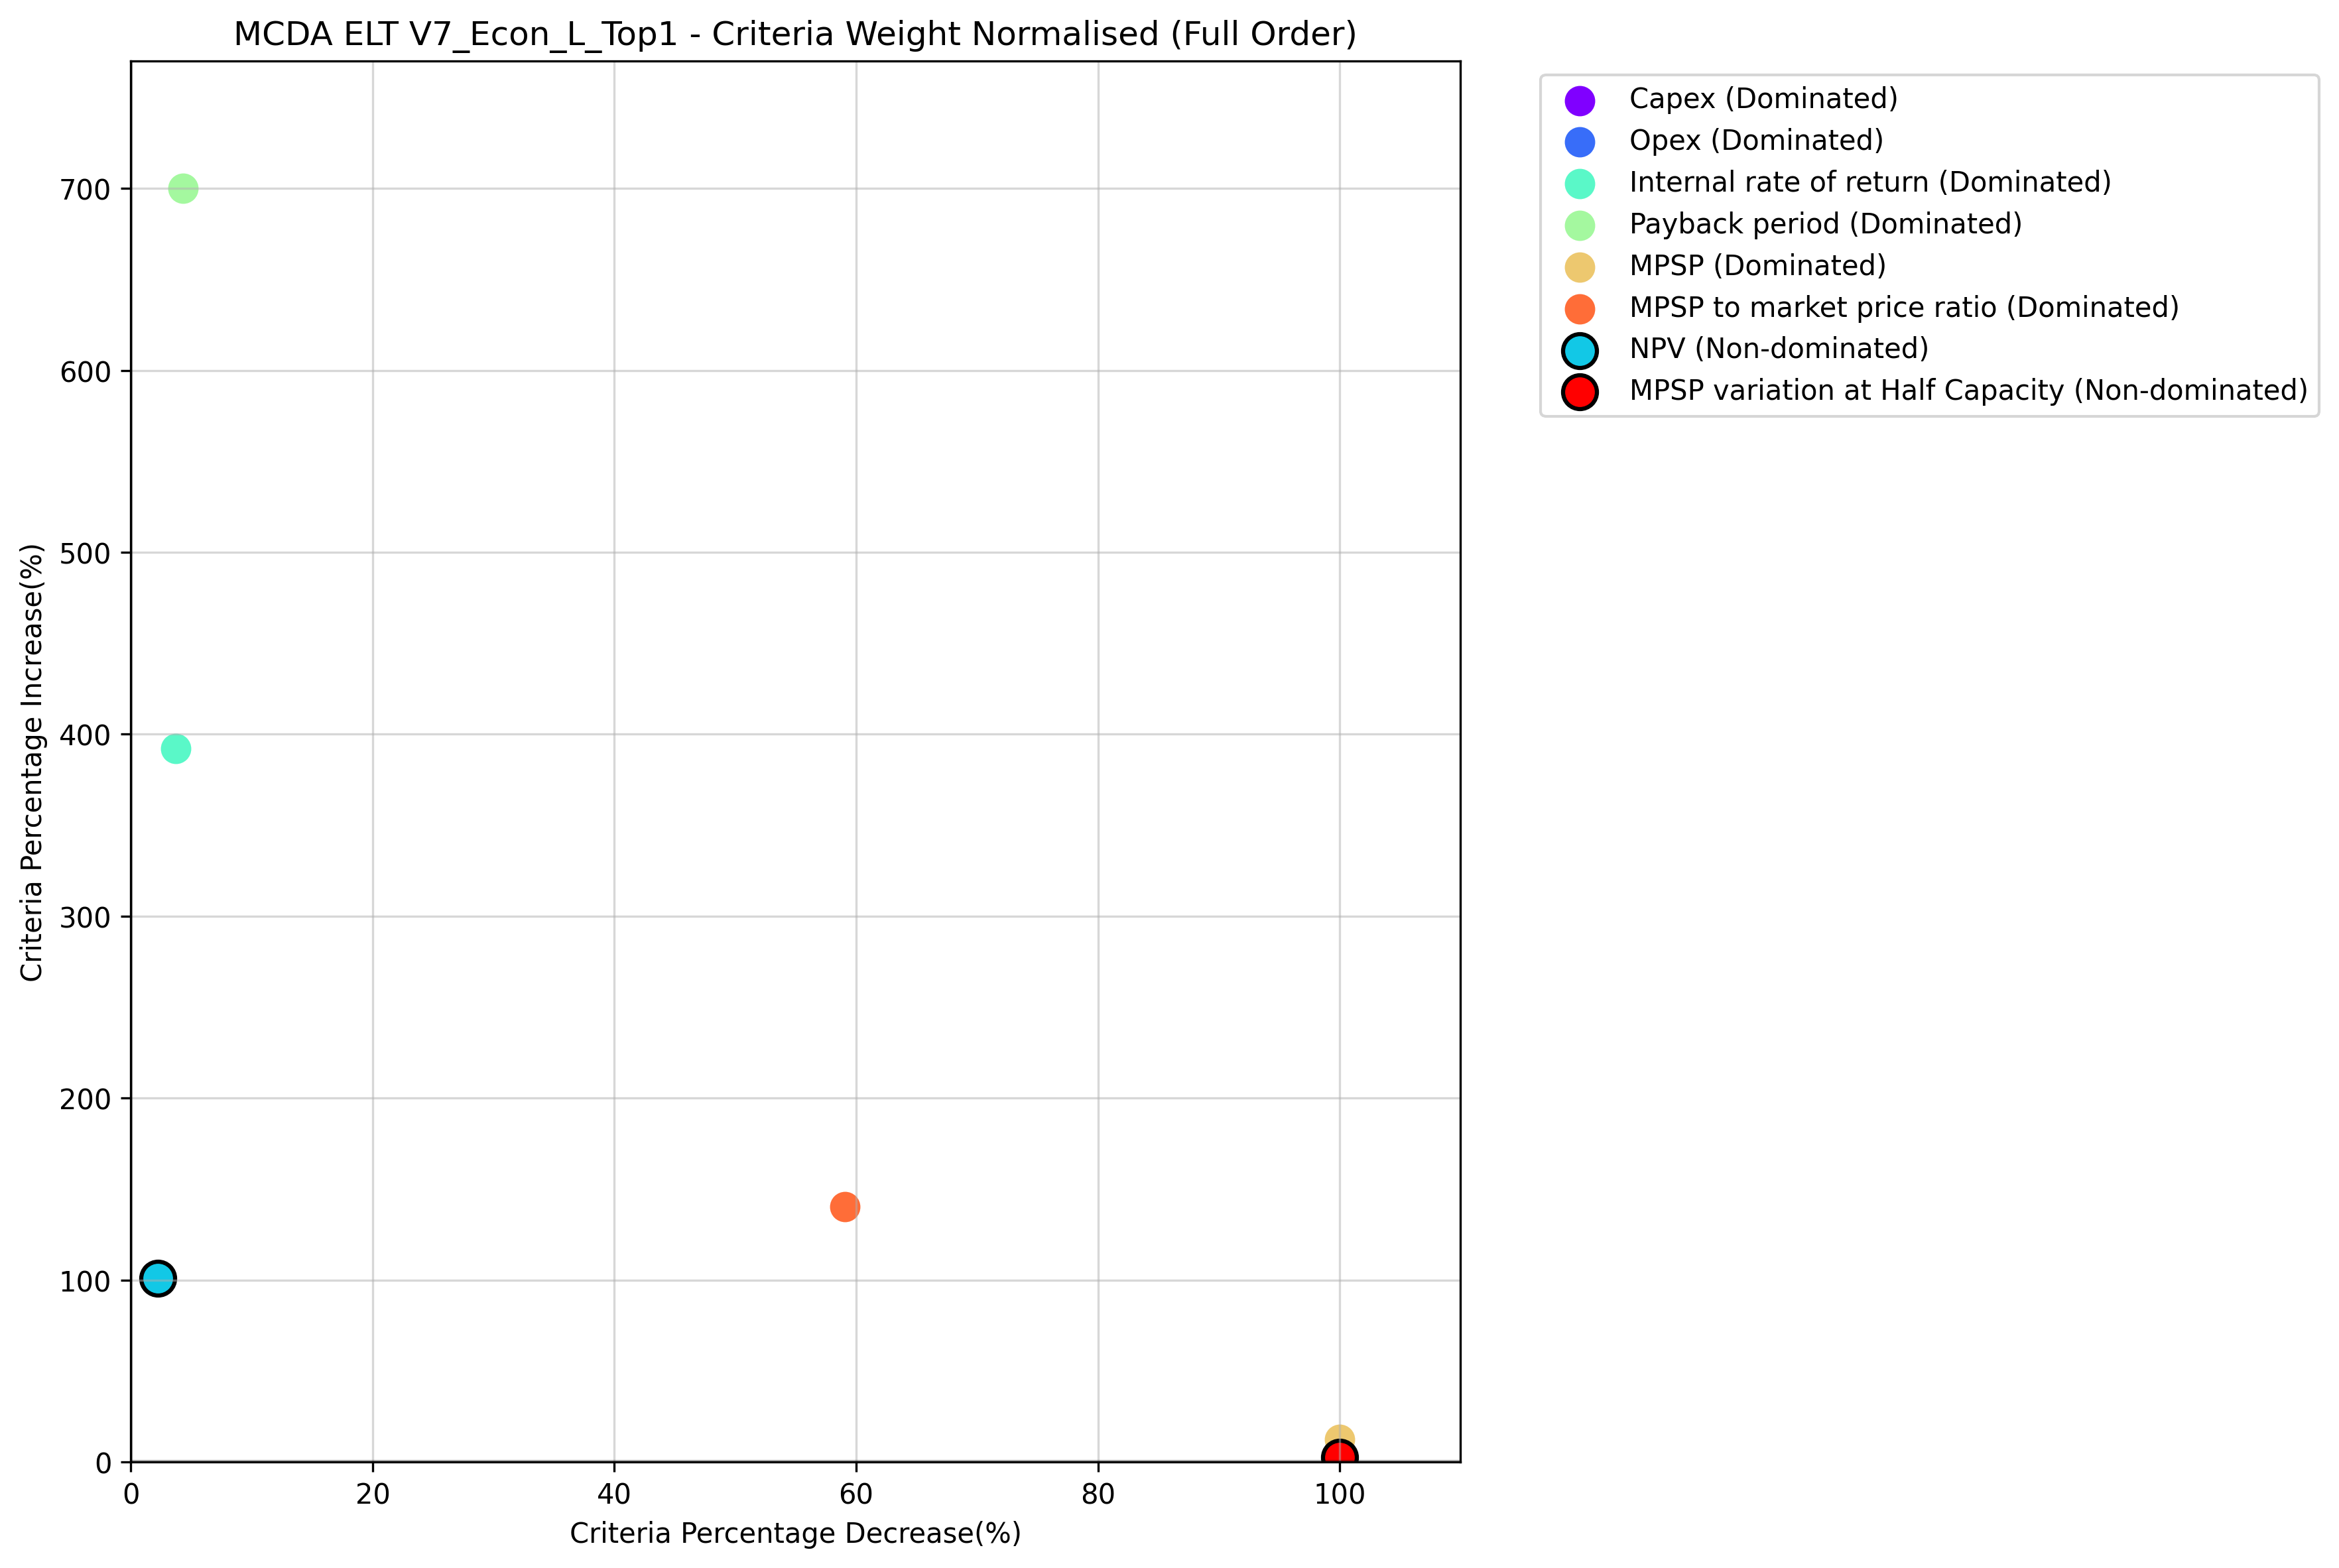 MCDA ELT V7_Econ_L_Top1 - Criteria Weight Normalised (Full Order)
Capex (Dominated)
Opex (Dominated)
Internal rate of return (Dominated)
Payback period (Dominated)
MPSP (Dominated)
MPSP to market price ratio (Dominated)
NPV (Non-dominated)
MPSP variation at Half Capacity (Non-dominated)
Criteria Percentage Increase(%)
700
600
500
400
300
200
100
0
0 20 40 60 80 100
Criteria Percentage Decrease(%)